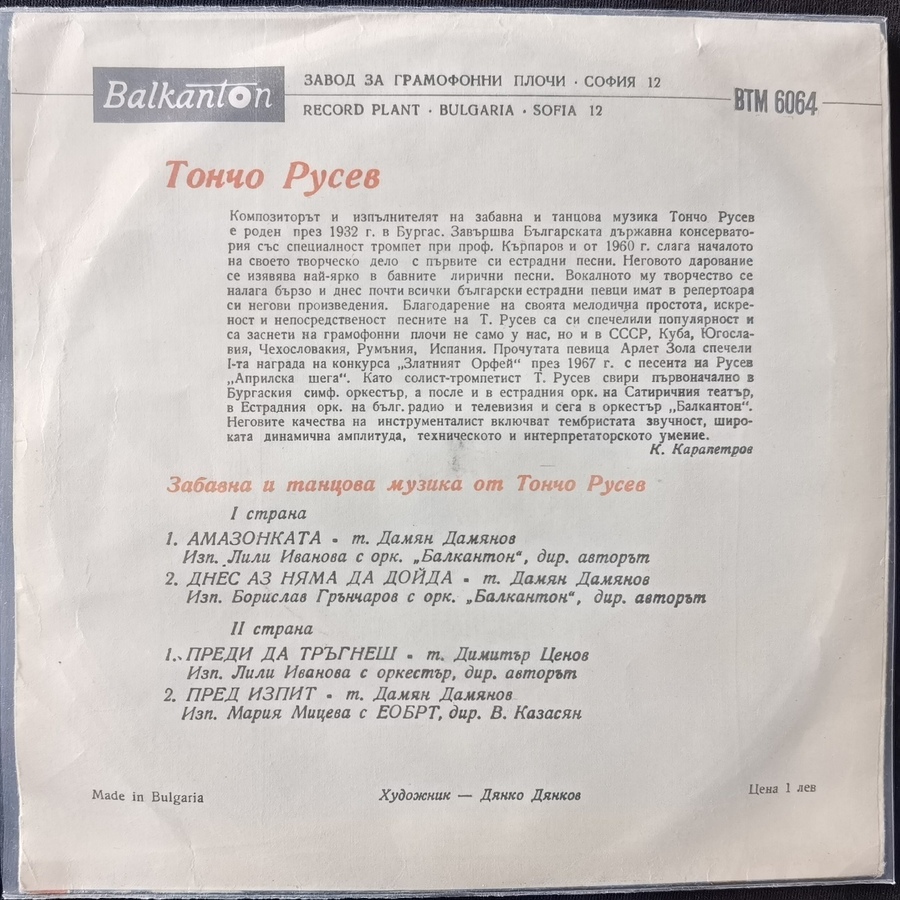 Balkanton
ЗАВОД ЗА ГРАМОФОННИ ПЛОЧИ · СОФИЯ 12
RECORD PLANT · BULGARIA · SOFIA 12
ВТМ 6064
Тончо Русев
Композиторът и изпълнителят на забавна и танцова музика Тончо Русев
е роден през 1932 г. в Бургас. Завършва Българската държавна консервато-
рия със специалност тромпет при проф. Кърпаров и от 1960 г. слага началото
на своето творческо дело с първите си естрадни песни. Неговото дарование
се изявява най-ярко в бавните лирични песни. Вокалното му творчество се
налага бързо и днес почти всички български естрадни певци имат в репертоара
си негови произведения. Благодарение на своята мелодична простота, искре-
ност и непосредственост песните на Т. Русев са си спечелили популярност и
са заснети на грамофонни плочи не само у нас, но и в СССР, Куба, Югосла-
вия, Чехословакия, Румъния, Испания. Прочутата певица Арлет Зола спечели
I-та награда на конкурса „Златният Орфей“ през 1967 г. с песента на Русев
„Априлска шега“. Като солист-тромпетист Т. Русев свири първоначално в
Бургаския симф. оркестър, а после и в естрадния орк. на Сатиричния театър,
в Естрадния орк. на бълг. радио и телевизия и сега в оркестър „Балкантон“.
Неговите качества на инструменталист включват тембристата звучност, широ-
ката динамична амплитуда, техническото и интерпретаторското умение.
К. Карапетров
Забавна и танцова музика от Тончо Русев
I страна
1. АМАЗОНКАТА • т. Дамян Дамянов
Изп. Лили Иванова с орк. „Балкантон“, дир. авторът
2. ДНЕС АЗ НЯМА ДА ДОЙДА • т. Дамян Дамянов
Изп. Борислав Грънчаров с орк. „Балкантон“, дир. авторът
II страна
1. ПРЕДИ ДА ТРЪГНЕШ • т. Димитър Ценов
Изп. Лили Иванова с оркестър, дир. авторът
2. ПРЕД ИЗПИТ • т. Дамян Дамянов
Изп. Мария Мицева с ЕОБРТ, дир. В. Казасян
Made in Bulgaria
Художник — Дянко Дянков
Цена 1 лев